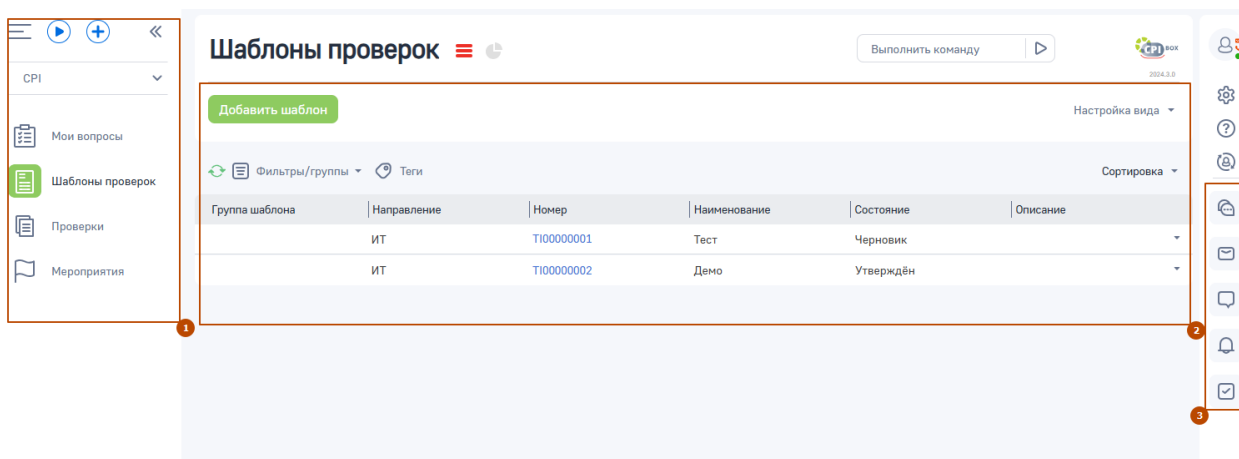 Шаблоны проверок
Выполнить команду
CPI BOX
2024.3.0
CPI
Мои вопросы
Шаблоны проверок
Проверки
Мероприятия
1
Добавить шаблон
Настройка вида
Фильтры/группы
Теги
Сортировка
Группа шаблона Направление Номер Наименование Состояние Описание
ИТ TI00000001 Тест Черновик
ИТ TI00000002 Демо Утверждён
2
3